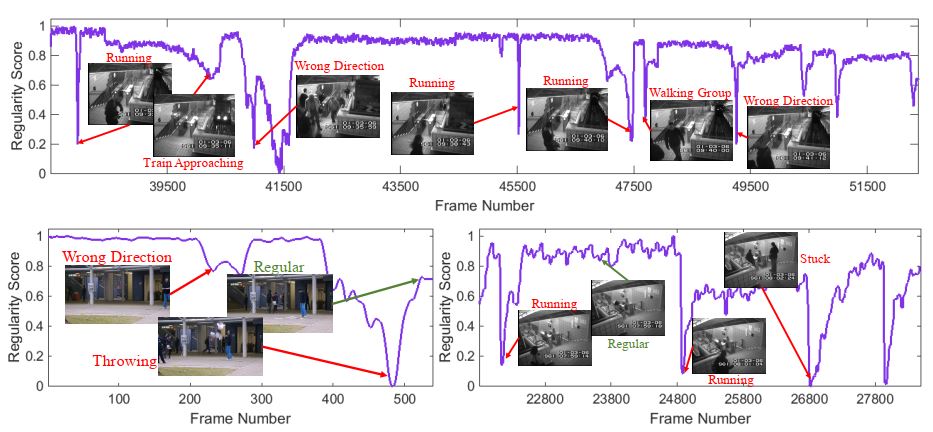 1
0.8
0.6
0.4
0.2
0
Regularity Score
Running
Train Approaching
Wrong Direction
Running
Running
Walking Group
Wrong Direction
39500 41500 43500 45500 47500 49500 51500
Frame Number
1
0.8
0.6
0.4
0.2
0
Regularity Score
Wrong Direction
Regular
Throwing
100 200 300 400 500
Frame Number
1
0.8
0.6
0.4
0.2
0
Regularity Score
Running
Regular
Running
Stuck
22800 23800 24800 25800 26800 27800
Frame Number